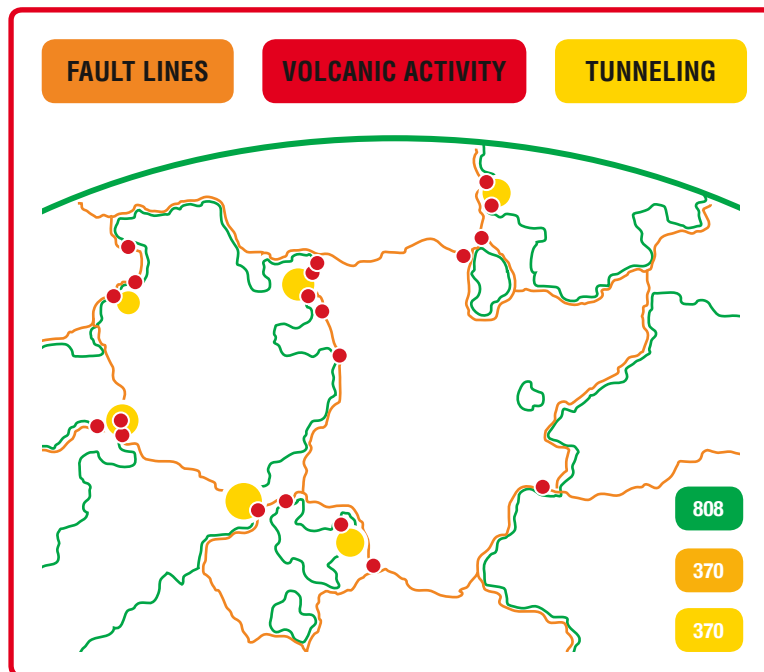 FAULT LINES
VOLCANIC ACTIVITY
TUNNELING
808
370
370